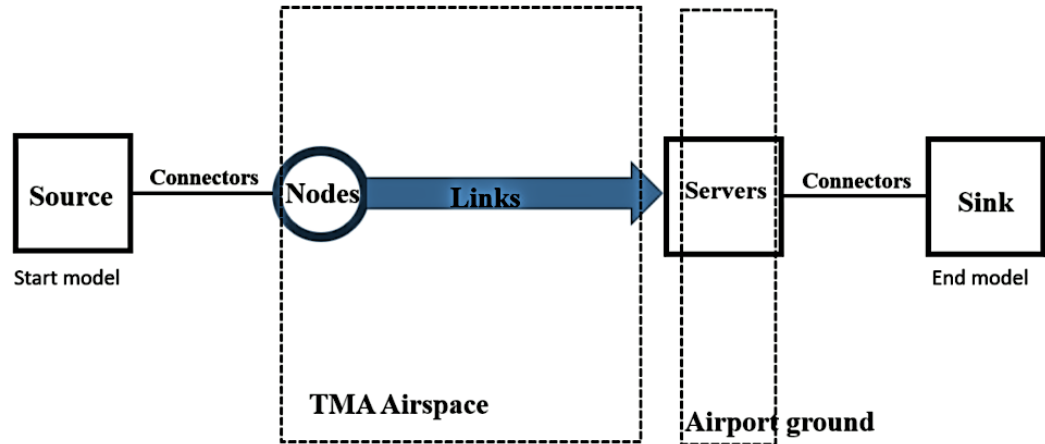 Source
Start model
Connectors
Nodes
Links
TMA Airspace
Servers
Airport ground
Connectors
Sink
End model